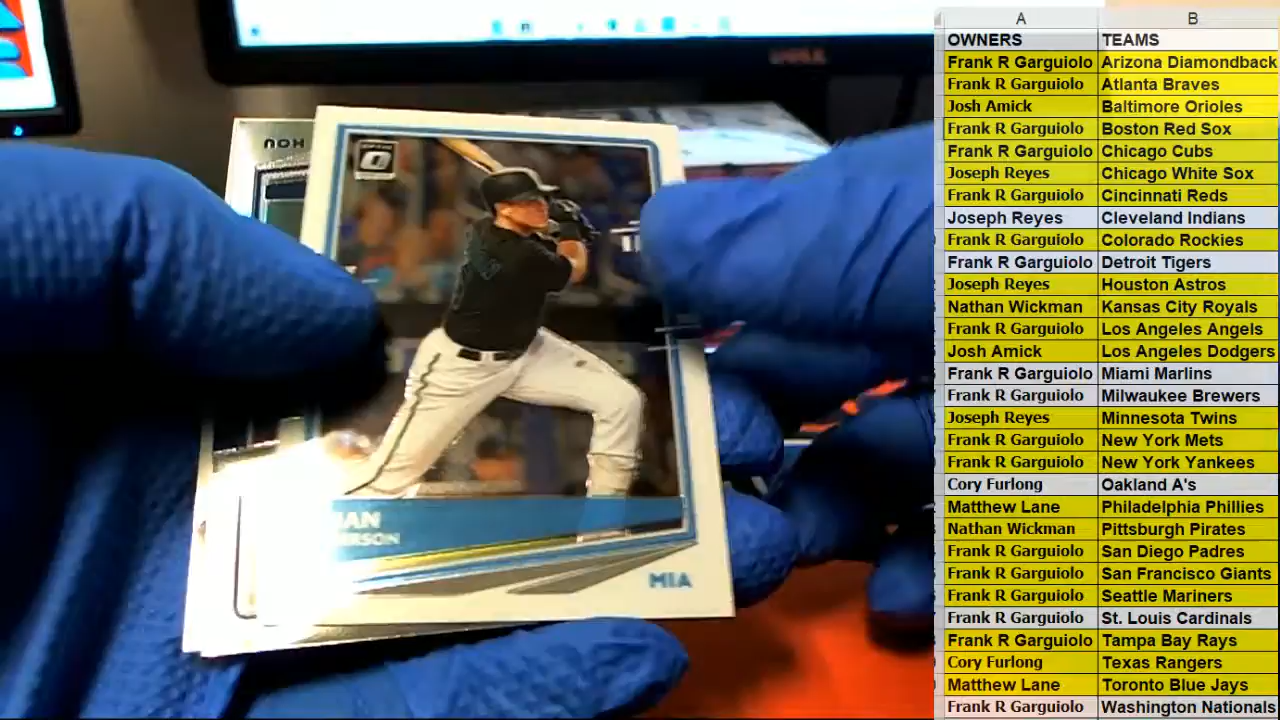 A B
OWNERS TEAMS
Frank R Garguiolo Arizona Diamondback
Frank R Garguiolo Atlanta Braves
Josh Amick Baltimore Orioles
Frank R Garguiolo Boston Red Sox
Frank R Garguiolo Chicago Cubs
Joseph Reyes Chicago White Sox
Frank R Garguiolo Cincinnati Reds
Joseph Reyes Cleveland Indians
Frank R Garguiolo Colorado Rockies
Frank R Garguiolo Detroit Tigers
Joseph Reyes Houston Astros
Nathan Wickman Kansas City Royals
Frank R Garguiolo Los Angeles Angels
Josh Amick Los Angeles Dodgers
Frank R Garguiolo Miami Marlins
Frank R Garguiolo Milwaukee Brewers
Joseph Reyes Minnesota Twins
Frank R Garguiolo New York Mets
Frank R Garguiolo New York Yankees
Cory Furlong Oakland A's
Matthew Lane Philadelphia Phillies
Nathan Wickman Pittsburgh Pirates
Frank R Garguiolo San Diego Padres
Frank R Garguiolo San Francisco Giants
Frank R Garguiolo Seattle Mariners
Frank R Garguiolo St. Louis Cardinals
Frank R Garguiolo Tampa Bay Rays
Cory Furlong Texas Rangers
Matthew Lane Toronto Blue Jays
Frank R Garguiolo Washington Nationals
HOU
IAN
RSON
MIA